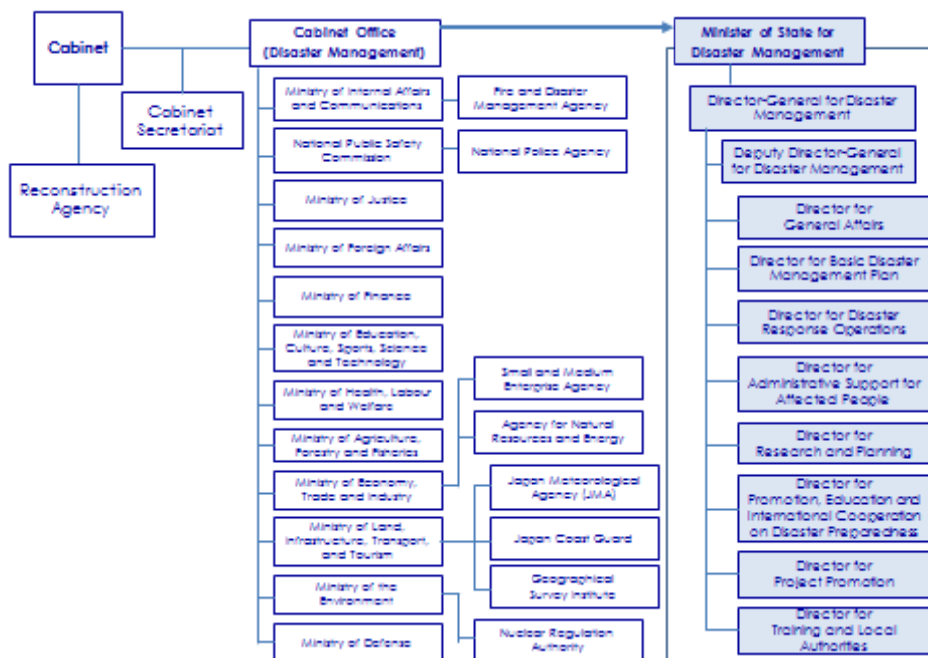 Cabinet
Cabinet Office
(Disaster Management)
Minister of State for
Disaster Management
Cabinet
Secretariat
Reconstruction
Agency
Ministry of Internal Affairs
and Communications
Fire and Disaster
Management Agency
National Public Safety
Commission
National Police Agency
Ministry of Justice
Ministry of Foreign Affairs
Ministry of Finance
Ministry of Education,
Culture, Sports, Science
and Technology
Ministry of Health, Labour
and Welfare
Ministry of Agriculture,
Forestry and Fisheries
Ministry of Economy,
Trade and Industry
Small and Medium
Enterprise Agency
Agency for Natural
Resources and Energy
Ministry of Land,
Infrastructure, Transport,
and Tourism
Japan Meteorological
Agency (JMA)
Japan Coast Guard
Geographical
Survey Institute
Ministry of the
Environment
Nuclear Regulation
Authority
Ministry of Defense
Director-General for Disaster
Management
Deputy Director-General
for Disaster Management
Director for
General Affairs
Director for Basic Disaster
Management Plan
Director for Disaster
Response Operations
Director for
Administrative Support for
Affected People
Director for
Research and Planning
Director for
Promotion, Education and
International Cooperation
on Disaster Preparedness
Director for
Project Promotion
Director for
Training and Local
Authorities